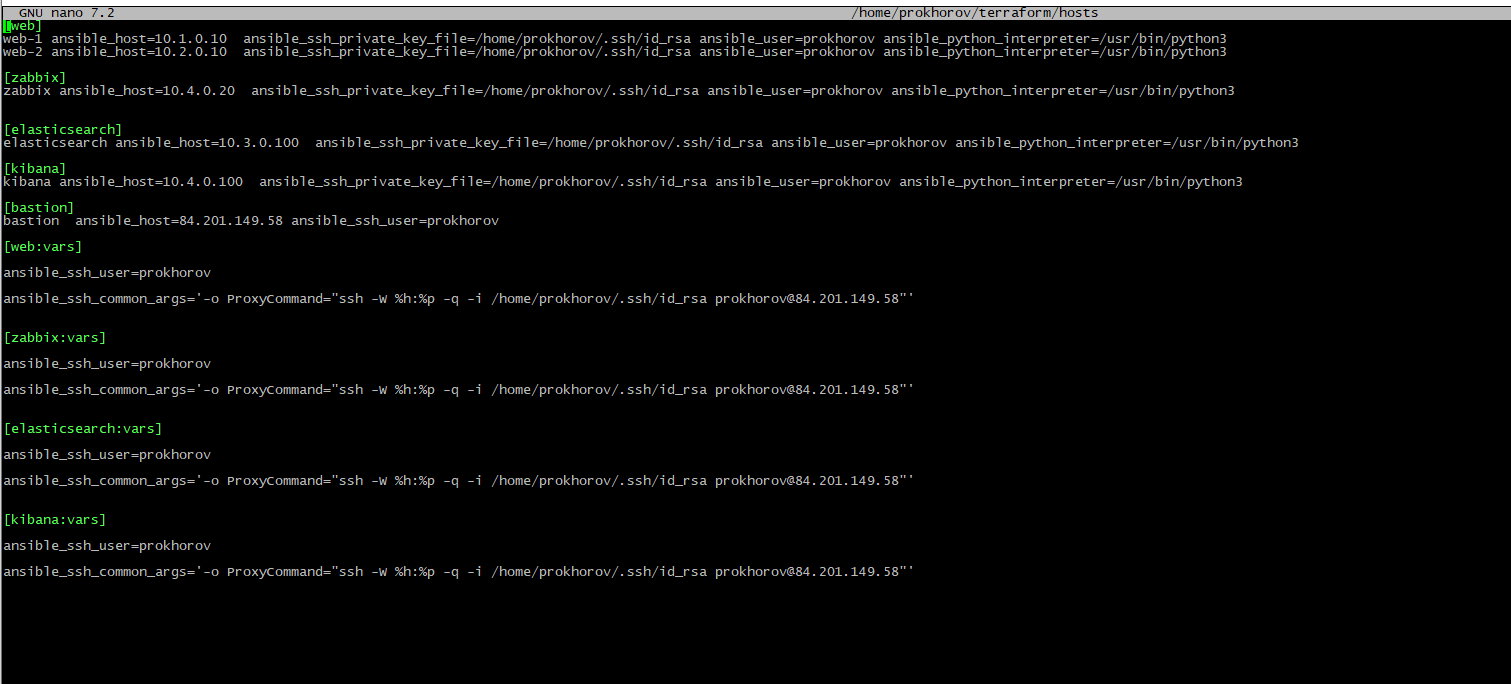 GNU nano 7.2 /home/prokhorov/terraform/hosts
[web]
web-1 ansible_host=10.1.0.10  ansible_ssh_private_key_file=/home/prokhorov/.ssh/id_rsa ansible_user=prokhorov ansible_python_interpreter=/usr/bin/python3
web-2 ansible_host=10.2.0.10  ansible_ssh_private_key_file=/home/prokhorov/.ssh/id_rsa ansible_user=prokhorov ansible_python_interpreter=/usr/bin/python3
[zabbix]
zabbix ansible_host=10.4.0.20  ansible_ssh_private_key_file=/home/prokhorov/.ssh/id_rsa ansible_user=prokhorov ansible_python_interpreter=/usr/bin/python3
[elasticsearch]
elasticsearch ansible_host=10.3.0.100  ansible_ssh_private_key_file=/home/prokhorov/.ssh/id_rsa ansible_user=prokhorov ansible_python_interpreter=/usr/bin/python3
[kibana]
kibana ansible_host=10.4.0.100  ansible_ssh_private_key_file=/home/prokhorov/.ssh/id_rsa ansible_user=prokhorov ansible_python_interpreter=/usr/bin/python3
[bastion]
bastion  ansible_host=84.201.149.58 ansible_ssh_user=prokhorov
[web:vars]
ansible_ssh_user=prokhorov
ansible_ssh_common_args='-o ProxyCommand="ssh -W %h:%p -q -i /home/prokhorov/.ssh/id_rsa prokhorov@84.201.149.58"'
[zabbix:vars]
ansible_ssh_user=prokhorov
ansible_ssh_common_args='-o ProxyCommand="ssh -W %h:%p -q -i /home/prokhorov/.ssh/id_rsa prokhorov@84.201.149.58"'
[elasticsearch:vars]
ansible_ssh_user=prokhorov
ansible_ssh_common_args='-o ProxyCommand="ssh -W %h:%p -q -i /home/prokhorov/.ssh/id_rsa prokhorov@84.201.149.58"'
[kibana:vars]
ansible_ssh_user=prokhorov
ansible_ssh_common_args='-o ProxyCommand="ssh -W %h:%p -q -i /home/prokhorov/.ssh/id_rsa prokhorov@84.201.149.58"'